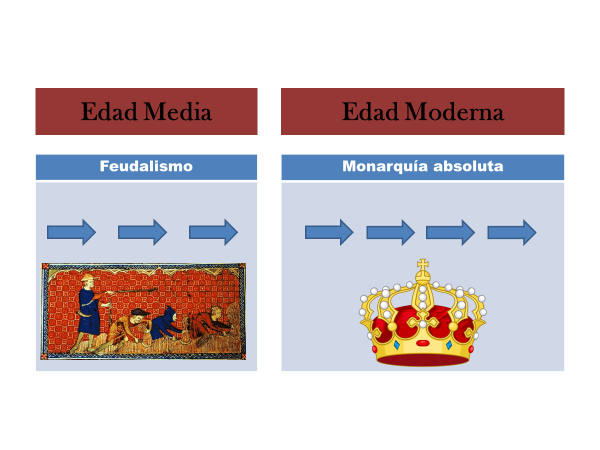 Edad Media
Edad Moderna
Feudalismo
Monarquía absoluta